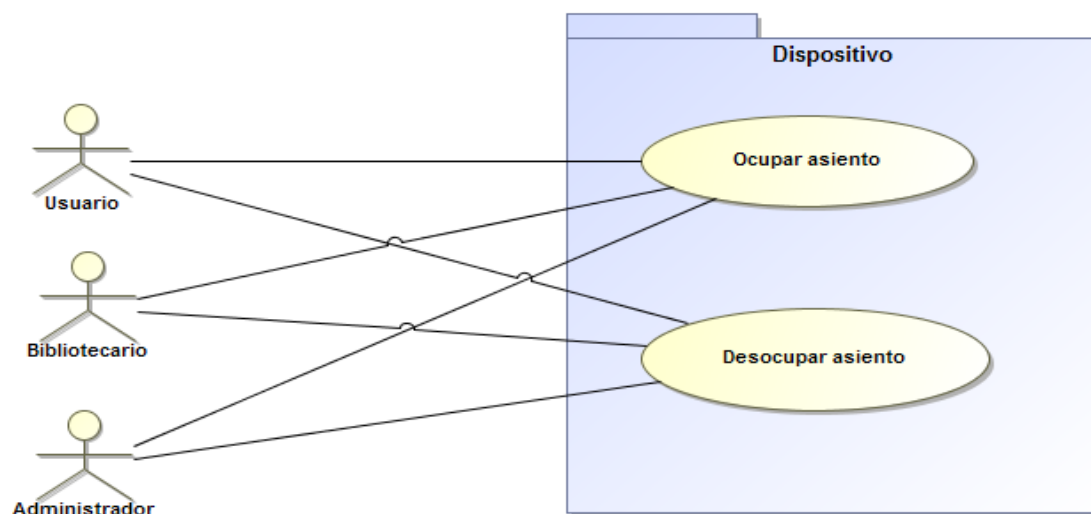 Dispositivo
Ocupar asiento
Usuario
Bibliotecario
Desocupar asiento
Administrador